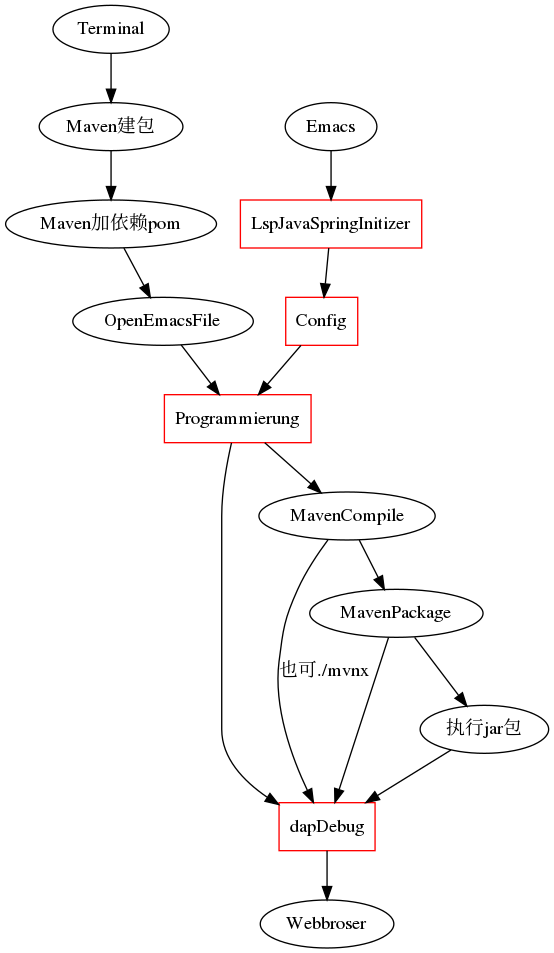 Terminal
Maven建包
Emacs
Maven加依赖pom
LspJavaSpringInitizer
OpenEmacsFile
Config
Programmierung
MavenCompile
MavenPackage
也可./mvnx
执行jar包
dapDebug
Webbroser